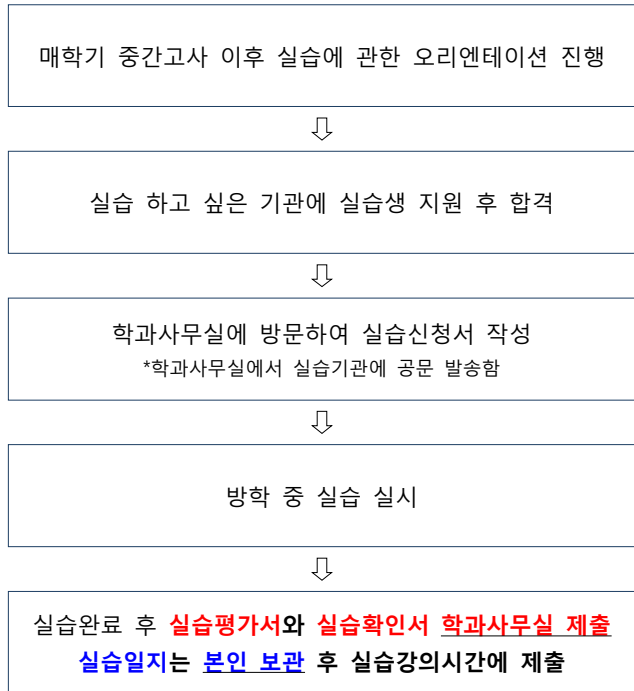 매학기 중간고사 이후 실습에 관한 오리엔테이션 진행
실습 하고 싶은 기관에 실습생 지원 후 합격
학과사무실에 방문하여 실습신청서 작성
*학과사무실에서 실습기관에 공문 발송함
방학 중 실습 실시
실습완료 후 실습평가서와 실습확인서 학과사무실 제출
실습일지는 본인 보관 후 실습강의시간에 제출